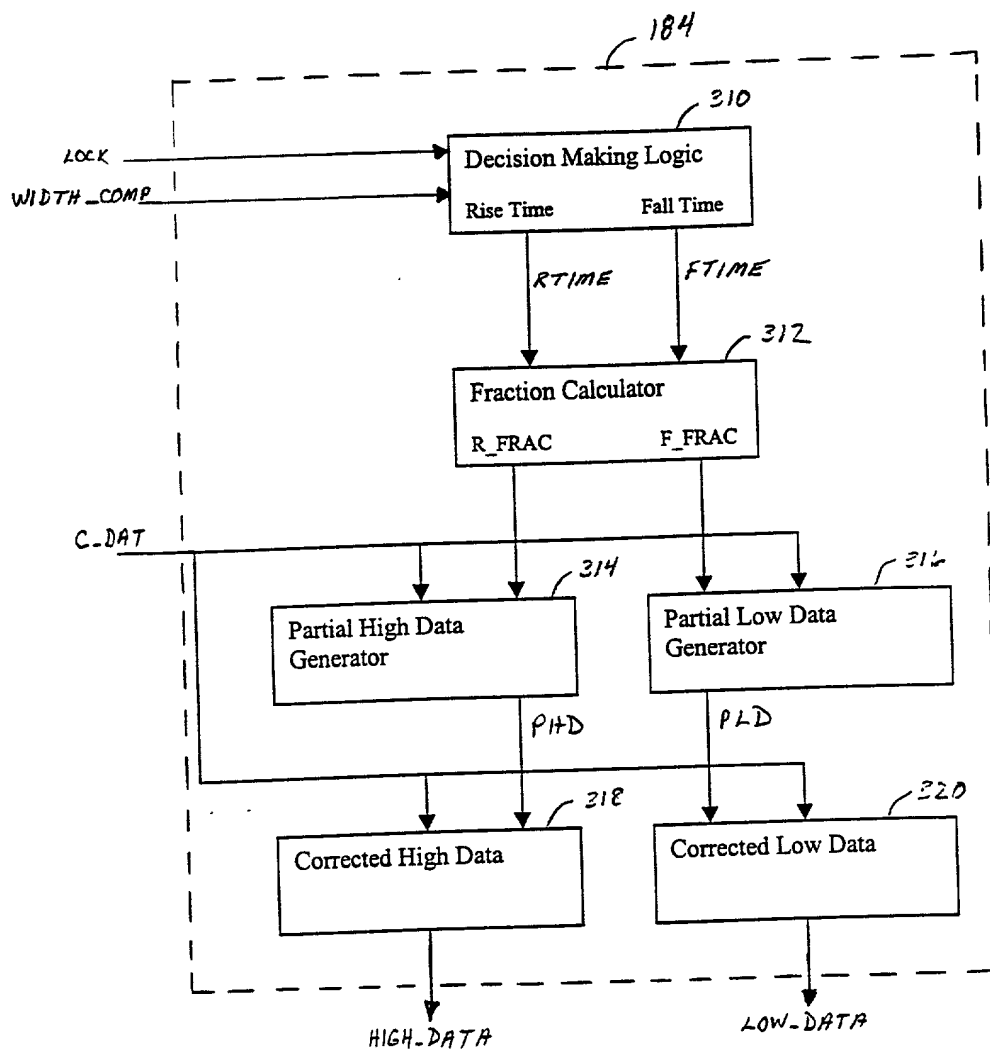 184
310
LOCK
Decision Making Logic
WIDTH_COMP
Rise Time Fall Time
RTIME FTIME
312
Fraction Calculator
R_FRAC F_FRAC
C_DAT
314 316
Partial High Data
Generator
Partial Low Data
Generator
PHD PLD
318 320
Corrected High Data Corrected Low Data
HIGH_DATA LOW_DATA